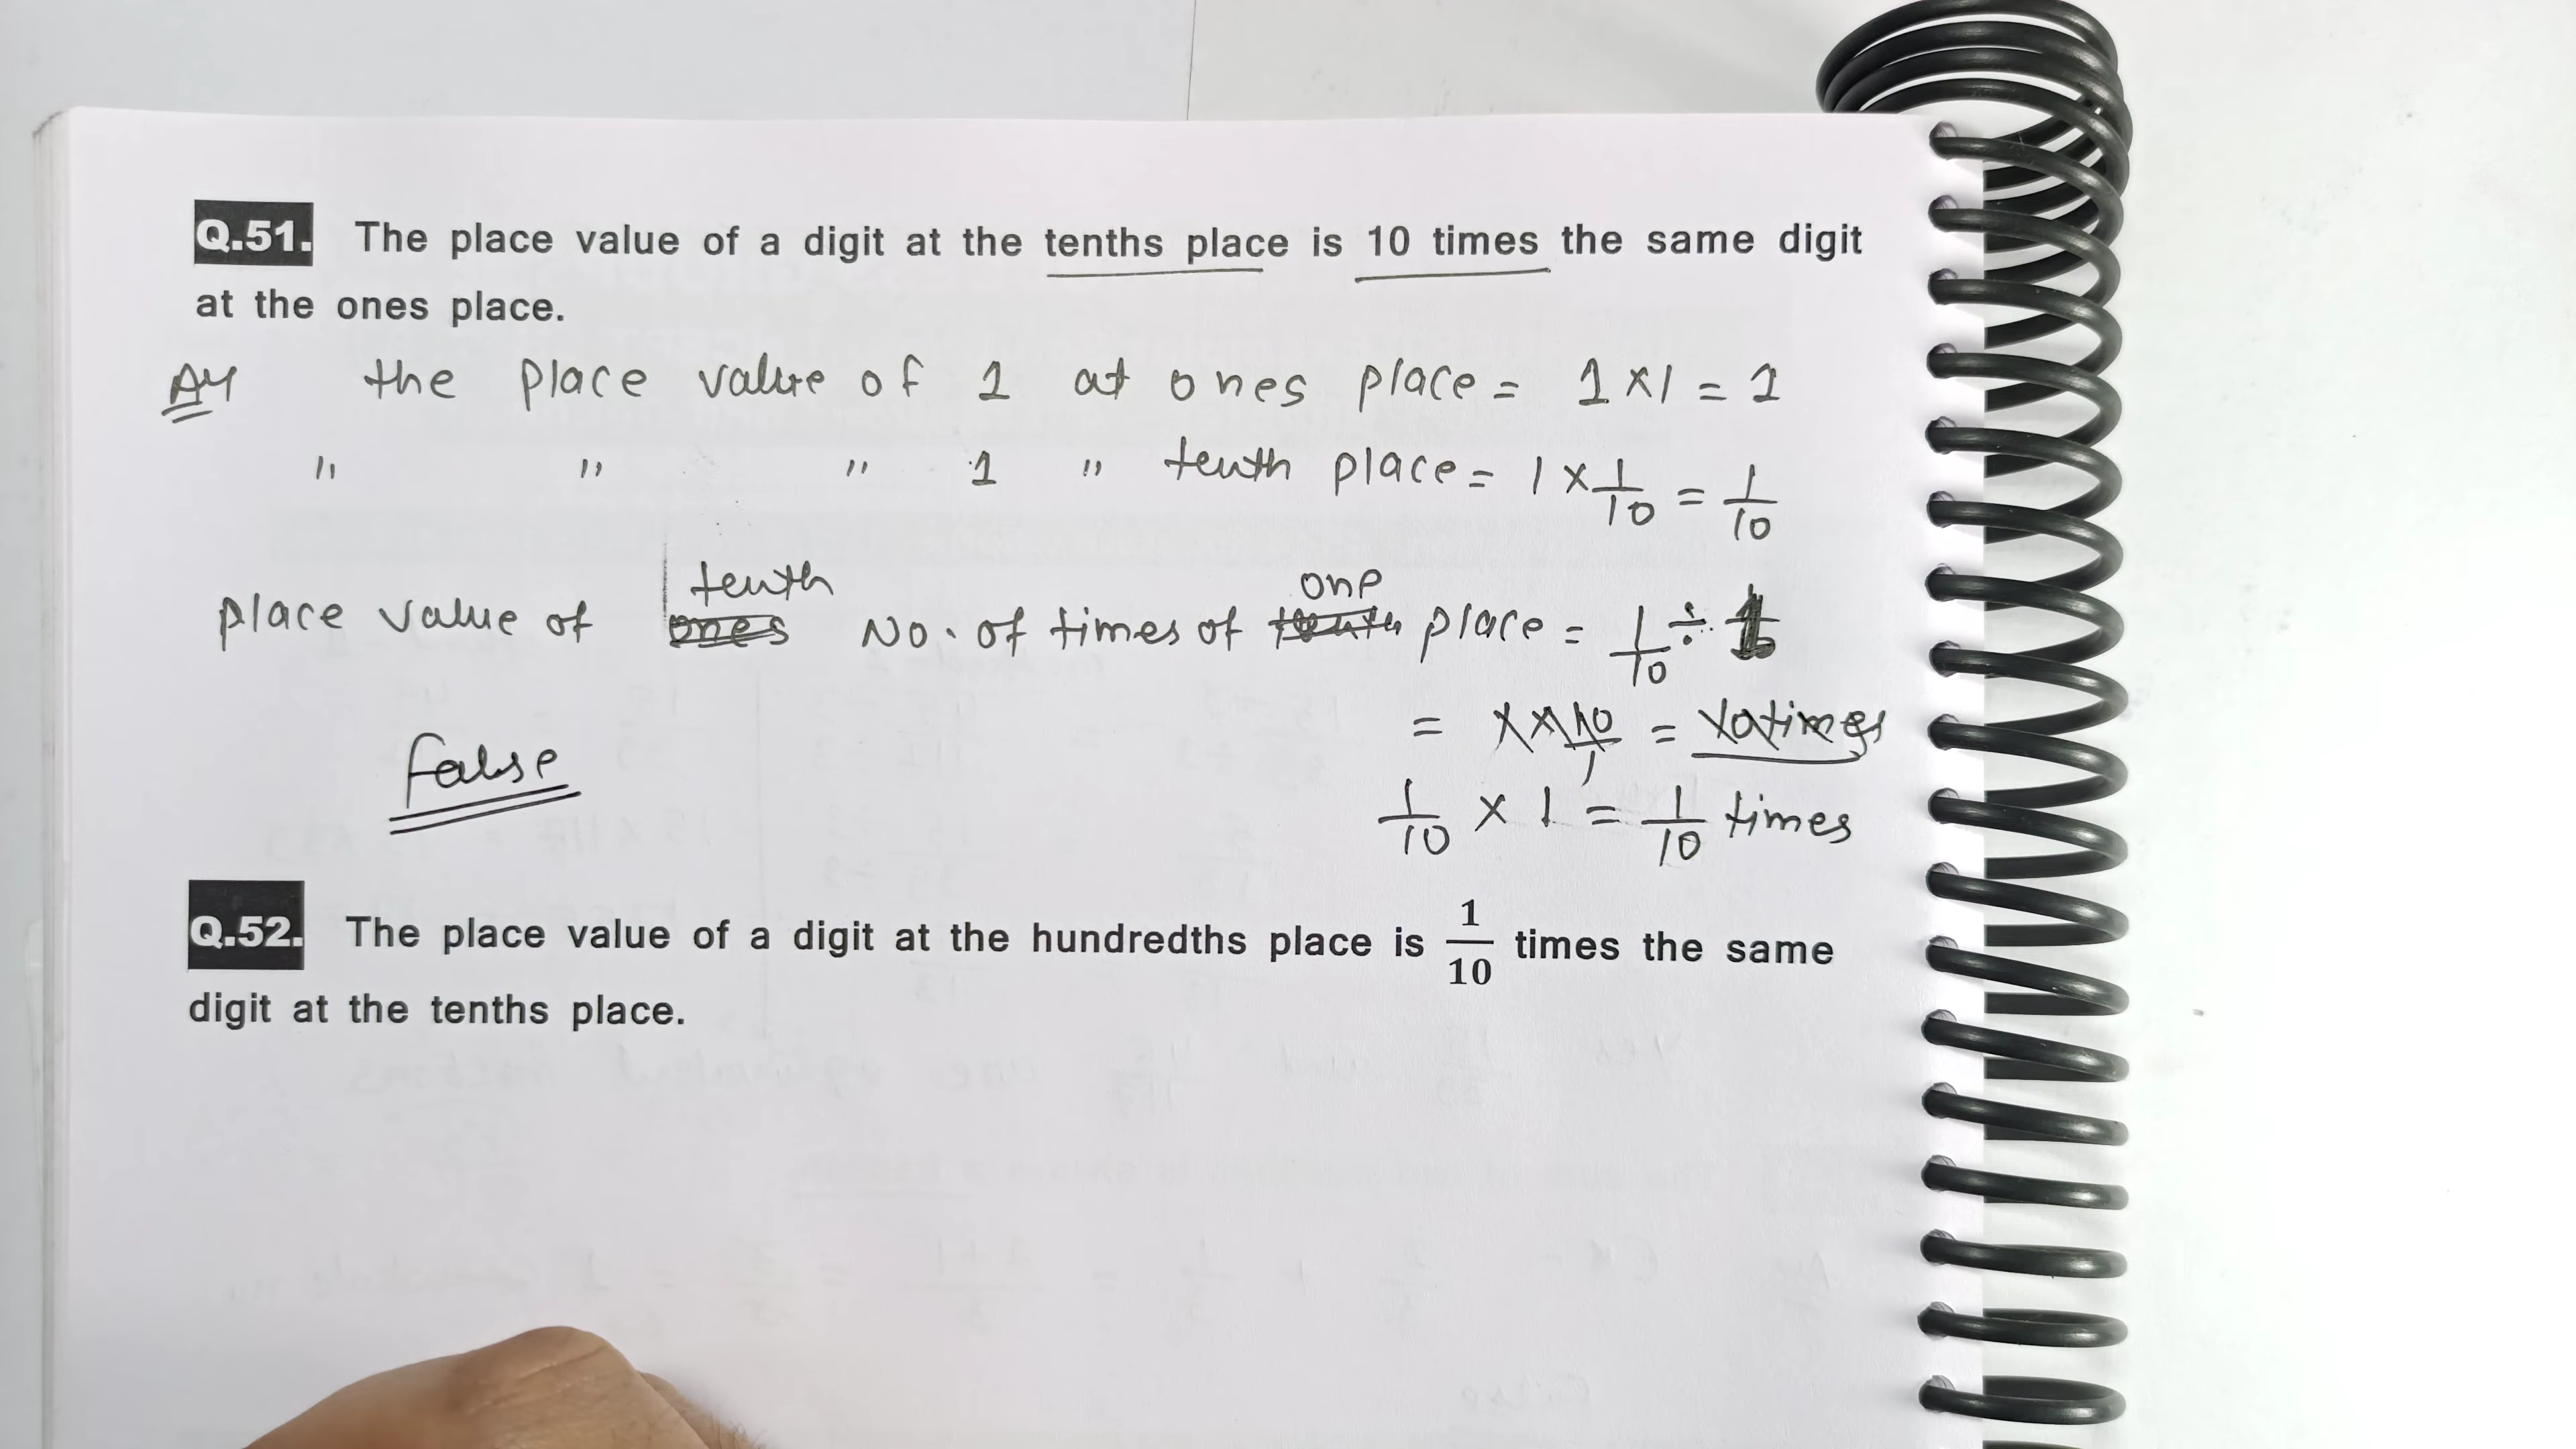 Q.51. The place value of a digit at the tenths place is 10 times the same digit
at the ones place.
the place value of 1 at ones place = 1 × 1 = 1
" " " 1 " tenth place = 1 × 1/10 = 1/10
tenth one
place value of ones No. of times of tenth place = 1/10 ÷ 1
= 10/1 = 10 times
False
1/10 × 1 = 1/10 times
Q.52. The place value of a digit at the hundredths place is 1/10 times the same
digit at the tenths place.